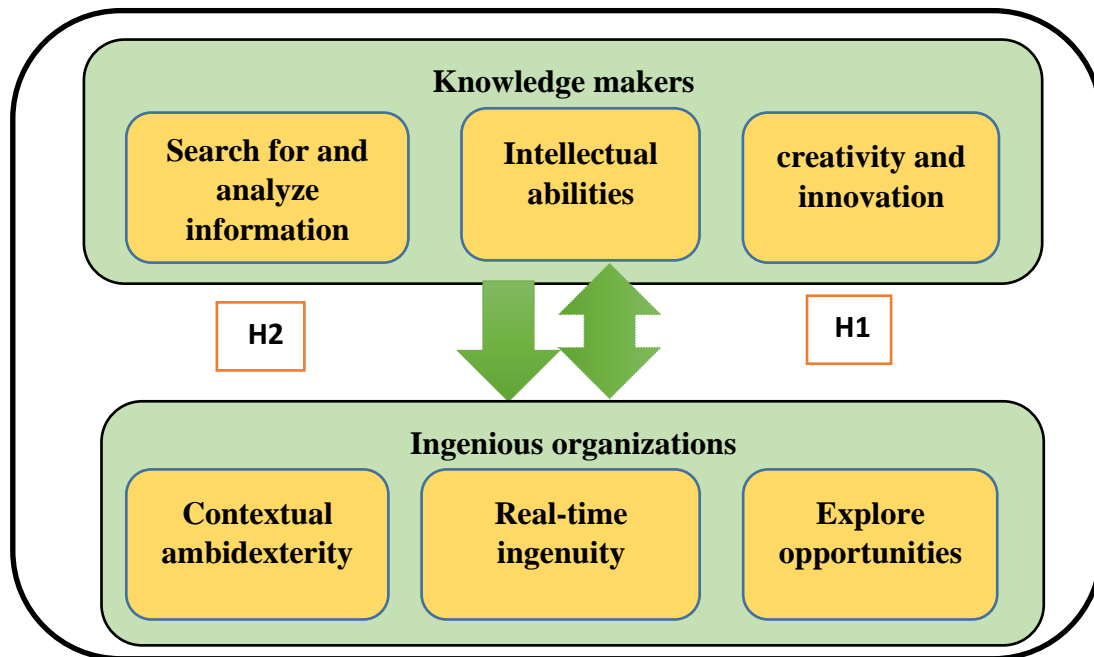 Knowledge makers
Search for and
analyze
information
Intellectual
abilities
creativity and
innovation
H2
H1
Ingenious organizations
Contextual
ambidexterity
Real-time
ingenuity
Explore
opportunities